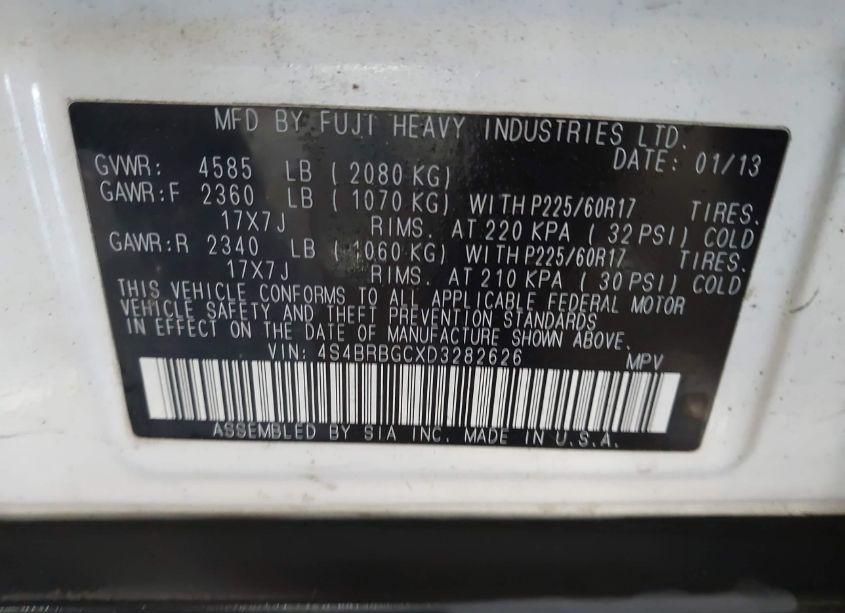 MFD BY FUJI HEAVY INDUSTRIES LTD.
DATE: 01/13
GVWR: 4585 LB ( 2080 KG)
GAWR:F 2360 LB ( 1070 KG) WITH P225/60R17 TIRES.
17X7J RIMS. AT 220 KPA ( 32 PSI) COLD
GAWR:R 2340 LB ( 1060 KG) WITH P225/60R17 TIRES.
17X7J RIMS. AT 210 KPA ( 30 PSI) COLD
THIS VEHICLE CONFORMS TO ALL APPLICABLE FEDERAL MOTOR
VEHICLE SAFETY AND THEFT PREVENTION STANDARDS
IN EFFECT ON THE DATE OF MANUFACTURE SHOWN ABOVE.
VIN: 4S4BRBGCXD3282626 MPV
ASSEMBLED BY SIA INC. MADE IN U.S.A.